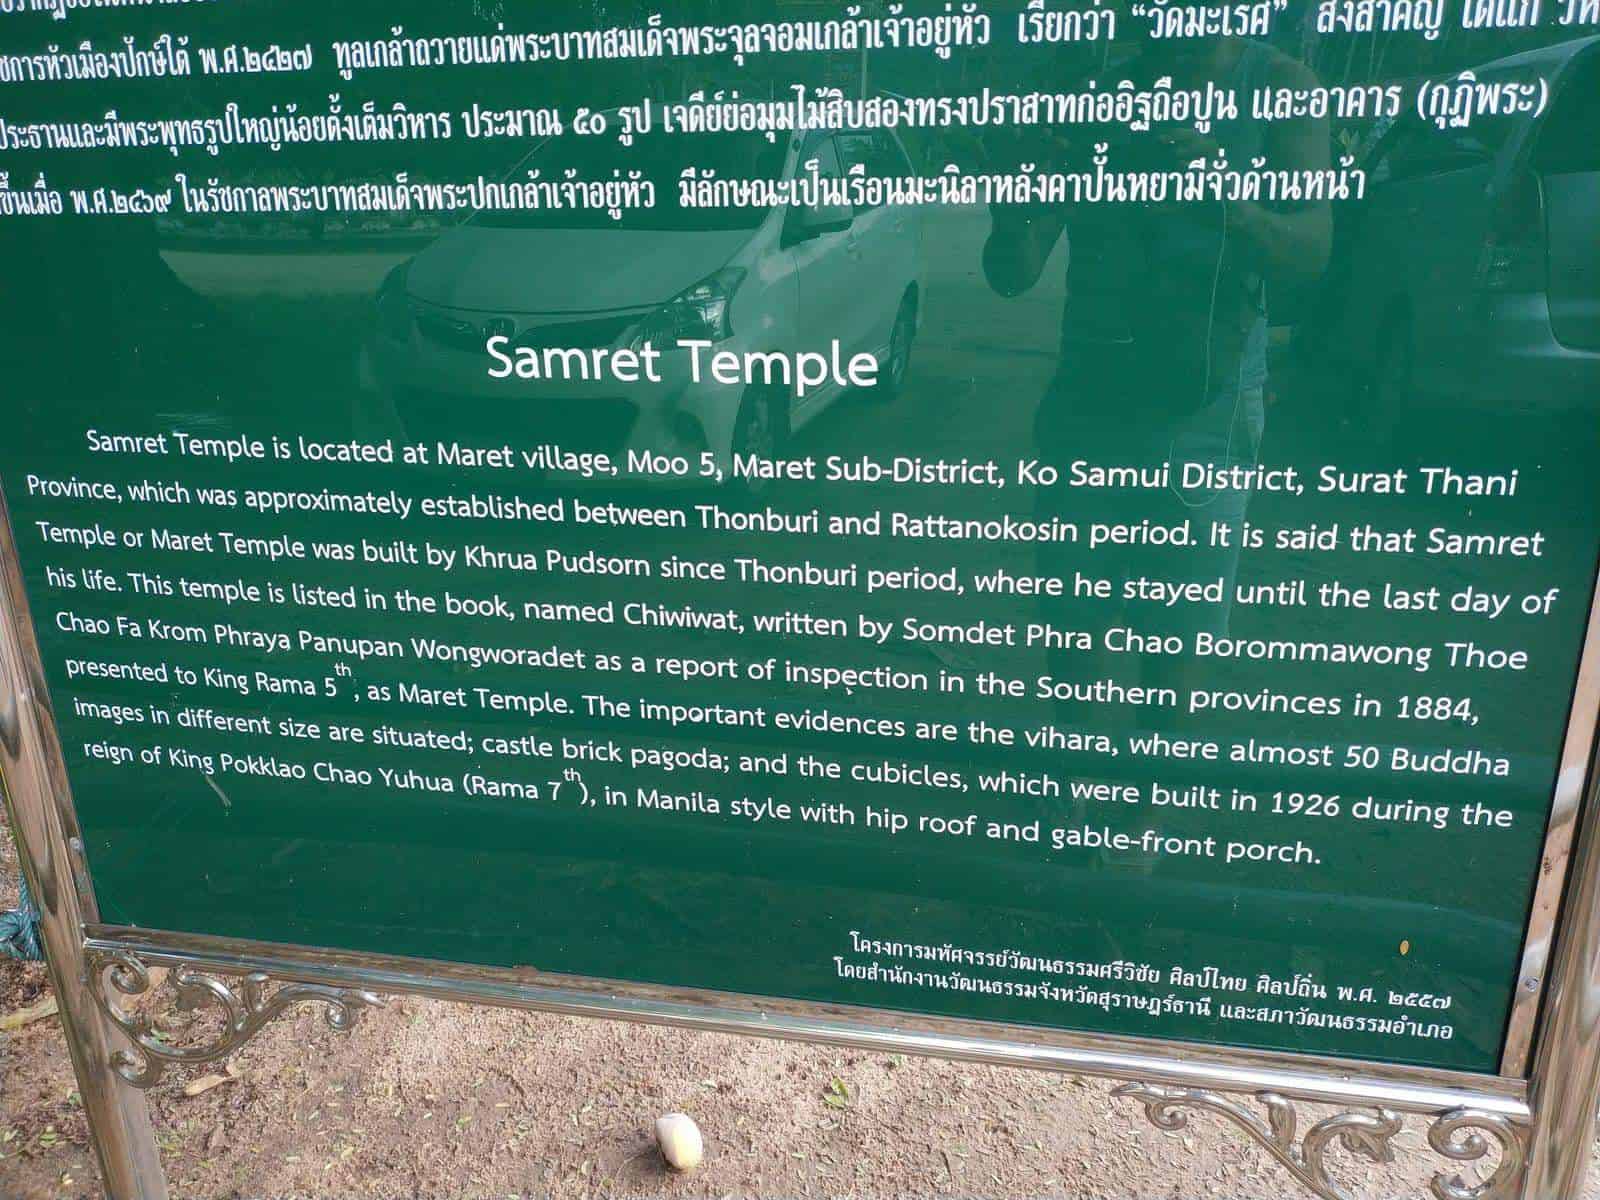 ชการหัวเมืองปักษ์ใต้ พ.ศ.๒๔๒๗ ทูลเกล้าถวายแด่พระบาทสมเด็จพระจุลจอมเกล้าเจ้าอยู่หัว เรียกว่า “วัดมะเรศ” สิ่งสำคัญ ได้แก่ วิห
ประธานและมีพระพุทธรูปใหญ่น้อยตั้งเต็มวิหาร ประมาณ ๕๐ รูป เจดีย์ย่อมุมไม้สิบสองทรงปราสาทก่ออิฐถือปูน และอาคาร (กุฏิพระ)
ขึ้นเมื่อ พ.ศ.๒๔๖๙ ในรัชกาลพระบาทสมเด็จพระปกเกล้าเจ้าอยู่หัว มีลักษณะเป็นเรือนมะนิลาหลังคาปั้นหยามีจั่วด้านหน้า
Samret Temple
Samret Temple is located at Maret village, Moo 5, Maret Sub-District, Ko Samui District, Surat Thani
Province, which was approximately established between Thonburi and Rattanokosin period. It is said that Samret
Temple or Maret Temple was built by Khrua Pudsorn since Thonburi period, where he stayed until the last day of
his life. This temple is listed in the book, named Chiwiwat, written by Somdet Phra Chao Borommawong Thoe
Chao Fa Krom Phraya Panupan Wongworadet as a report of inspection in the Southern provinces in 1884,
presented to King Rama 5th, as Maret Temple. The important evidences are the vihara, where almost 50 Buddha
images in different size are situated; castle brick pagoda; and the cubicles, which were built in 1926 during the
reign of King Pokklao Chao Yuhua (Rama 7th), in Manila style with hip roof and gable-front porch.
โครงการมหัศจรรย์วัฒนธรรมศรีวิชัย ศิลป์ไทย ศิลป์ถิ่น พ.ศ. ๒๕๕๗
โดยสำนักงานวัฒนธรรมจังหวัดสุราษฎร์ธานี และสภาวัฒนธรรมอำเภอ